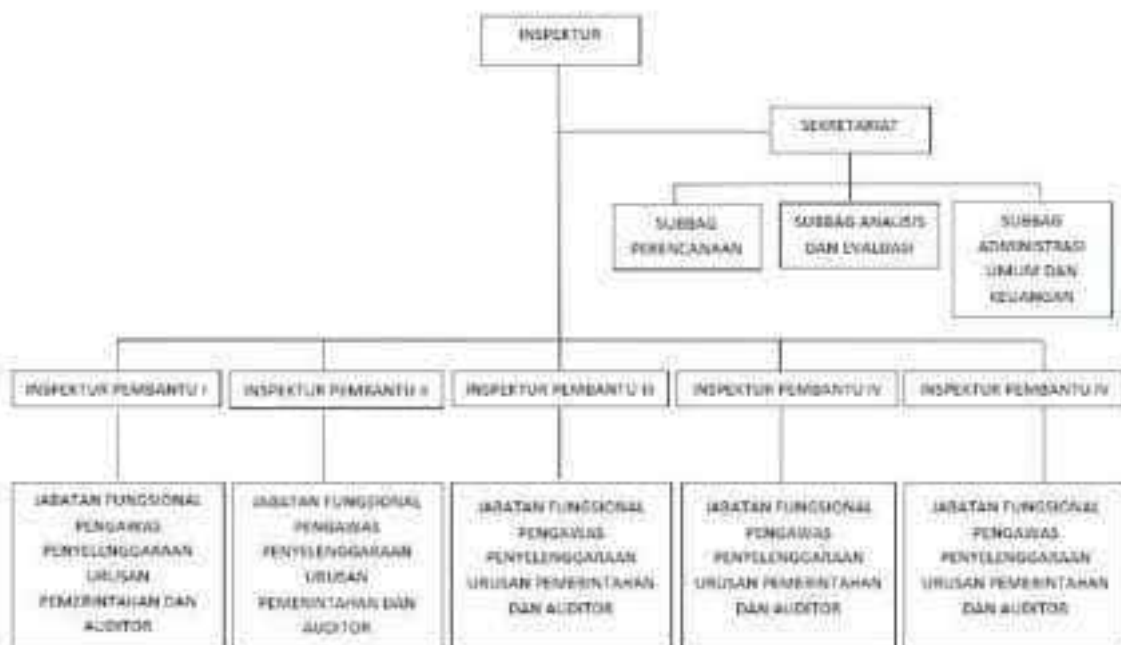 INSPEKTUR
SEKRETARIAT
SUBBAG
PERENCANAAN
SUBBAG ANALISIS
DAN EVALUASI
SUBBAG
ADMINISTRASI
UMUM DAN
KEUANGAN
INSPEKTUR PEMBANTU I
INSPEKTUR PEMBANTU II
INSPEKTUR PEMBANTU III
INSPEKTUR PEMBANTU IV
INSPEKTUR PEMBANTU IV
JABATAN FUNGSIONAL
PENGAWAS
PENYELENGGARAAN
URUSAN
PEMERINTAHAN DAN
AUDITOR
JABATAN FUNGSIONAL
PENGAWAS
PENYELENGGARAAN
URUSAN
PEMERINTAHAN DAN
AUDITOR
JABATAN FUNGSIONAL
PENGAWAS
PENYELENGGARAAN
URUSAN PEMERINTAHAN
DAN AUDITOR
JABATAN FUNGSIONAL
PENGAWAS
PENYELENGGARAAN
URUSAN PEMERINTAHAN
DAN AUDITOR
JABATAN FUNGSIONAL
PENGAWAS
PENYELENGGARAAN
URUSAN PEMERINTAHAN
DAN AUDITOR